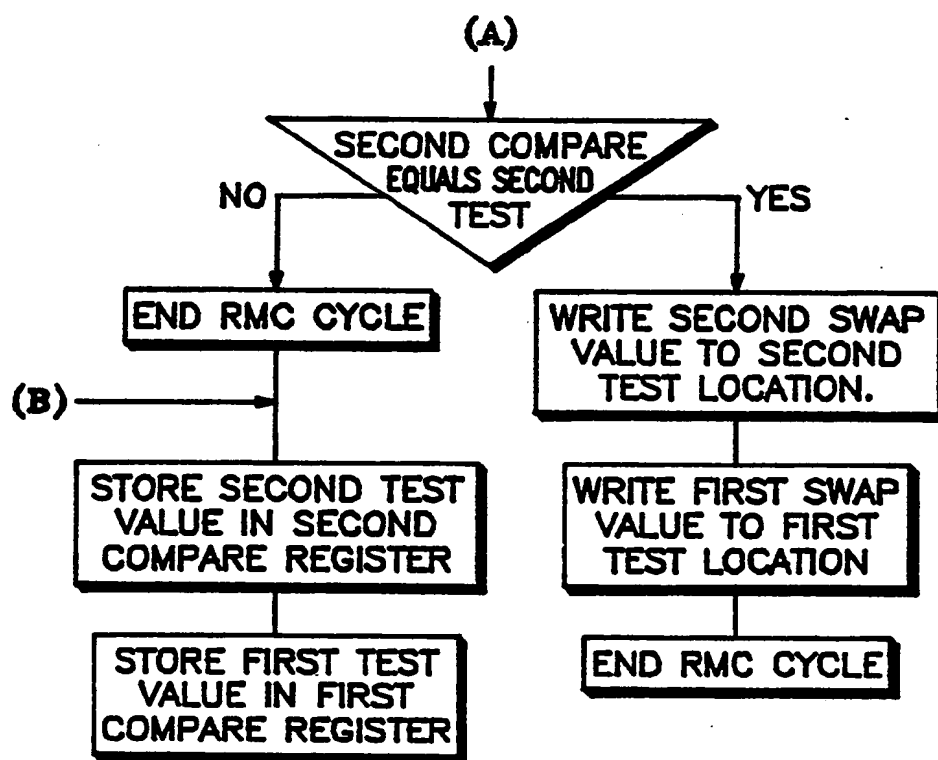 (A)
SECOND COMPARE
EQUALS SECOND
TEST
NO
YES
END RMC CYCLE
WRITE SECOND SWAP
VALUE TO SECOND
TEST LOCATION.
(B)
STORE SECOND TEST
VALUE IN SECOND
COMPARE REGISTER
WRITE FIRST SWAP
VALUE TO FIRST
TEST LOCATION
STORE FIRST TEST
VALUE IN FIRST
COMPARE REGISTER
END RMC CYCLE